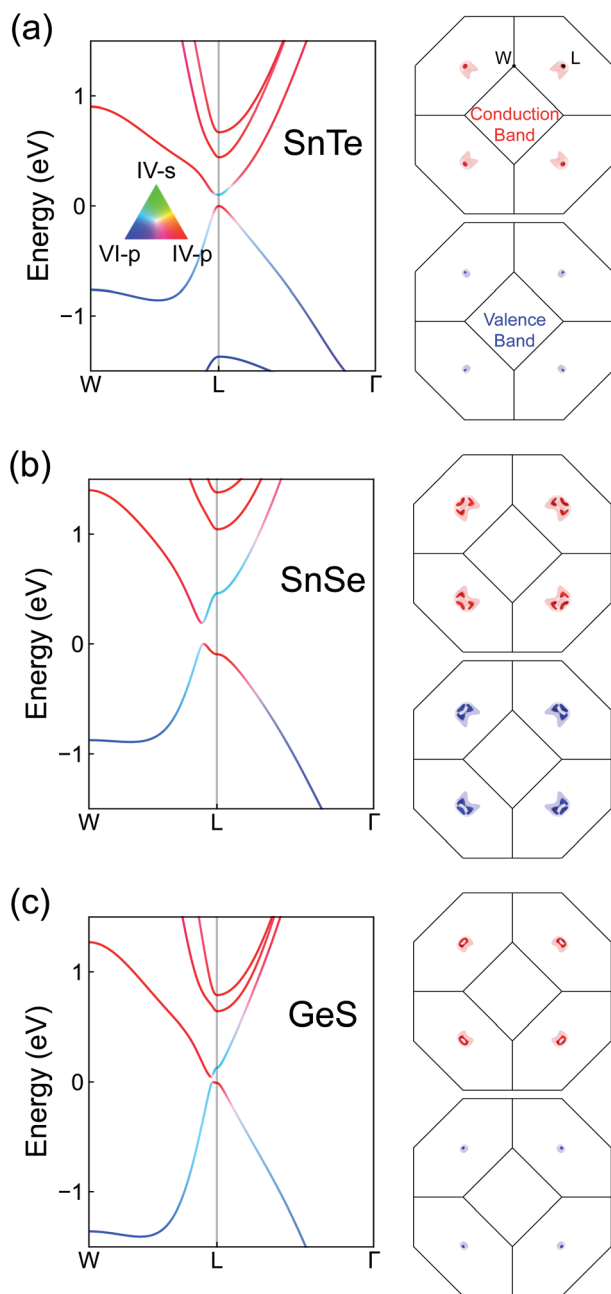 (a)
Energy (eV)
1
0
−1
W
L
Γ
SnTe
IV-s
VI-p
IV-p
W
L
Conduction
Band
Valence
Band
(b)
Energy (eV)
1
0
−1
W
L
Γ
SnSe
(c)
Energy (eV)
1
0
−1
W
L
Γ
GeS